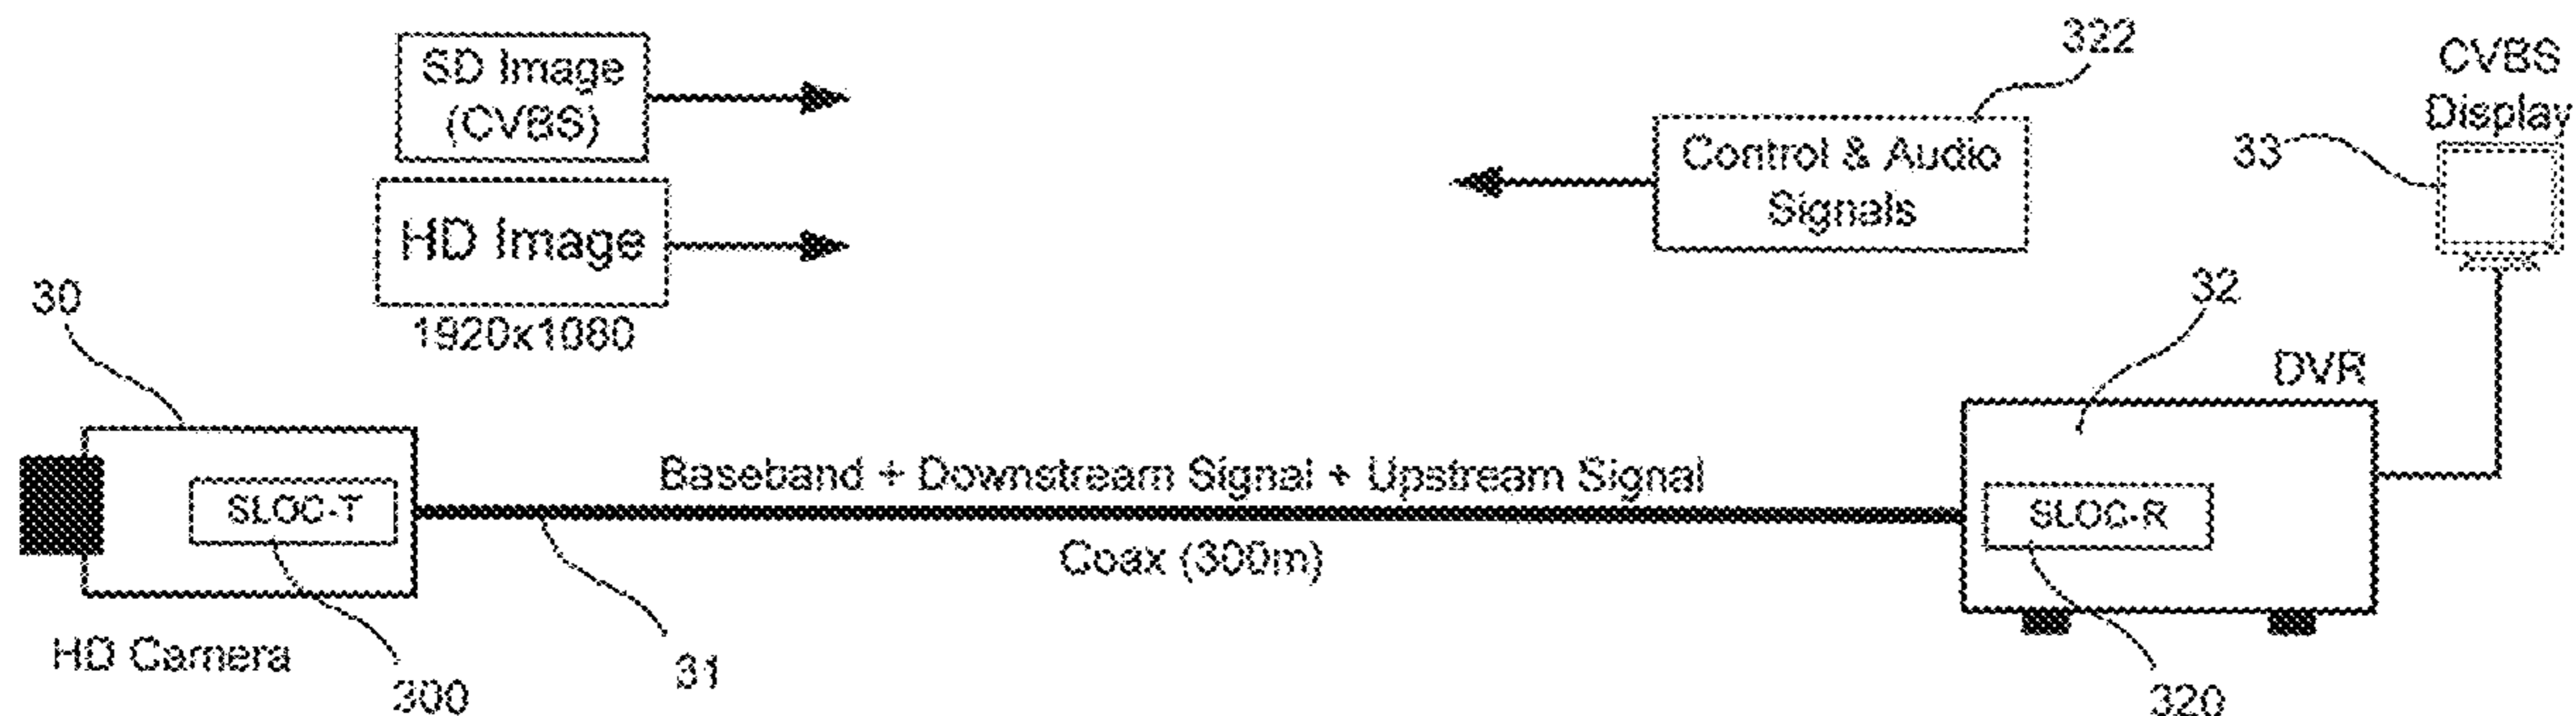 322
CVBS
Display
SD Image
(CVBS)
Control & Audio
Signals
33
HD Image
1920x1080
30
32
DVR
Baseband + Downstream Signal + Upstream Signal
SLOC-T
SLOC-R
Coax (300m)
HD Camera
300
31
320